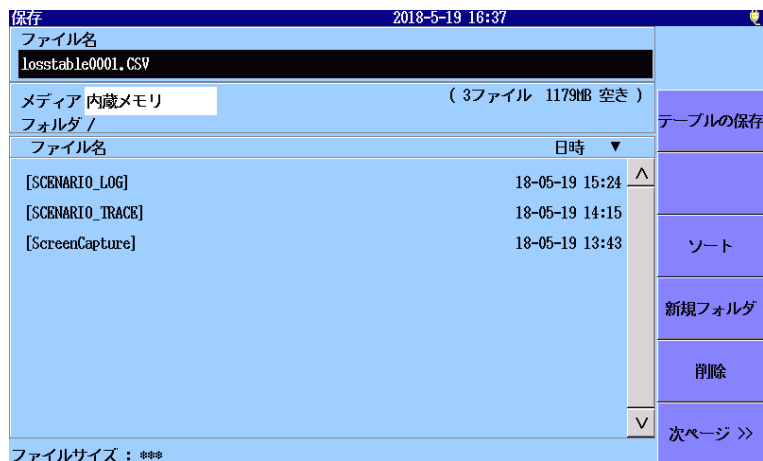 保存 2018-5-19 16:37
ファイル名
losstable0001.CSV
メディア 内蔵メモリ ( 3ファイル 1179MB 空き )
フォルダ /
ファイル名 日時 ▼
[SCENARIO_LOG] 18-05-19 15:24
[SCENARIO_TRACE] 18-05-19 14:15
[ScreenCapture] 18-05-19 13:43
ファイルサイズ : ***
テーブルの保存
ソート
新規フォルダ
削除
次ページ >>